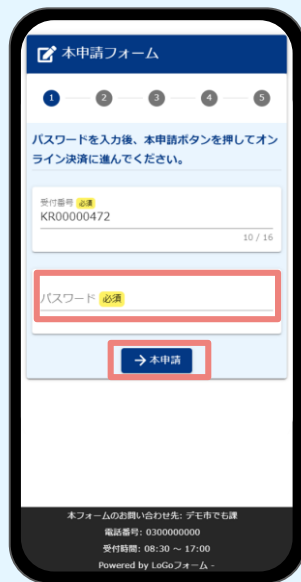 本申請フォーム
1 2 3 4 5
パスワードを入力後、本申請ボタンを押してオン
ライン決済に進んでください。
受付番号 必須
KR00000472
10 / 16
パスワード 必須
→ 本申請
本フォームのお問い合わせ先: デモ市でも課
電話番号: 0300000000
受付時間: 08:30 ～ 17:00
Powered by LoGoフォーム -